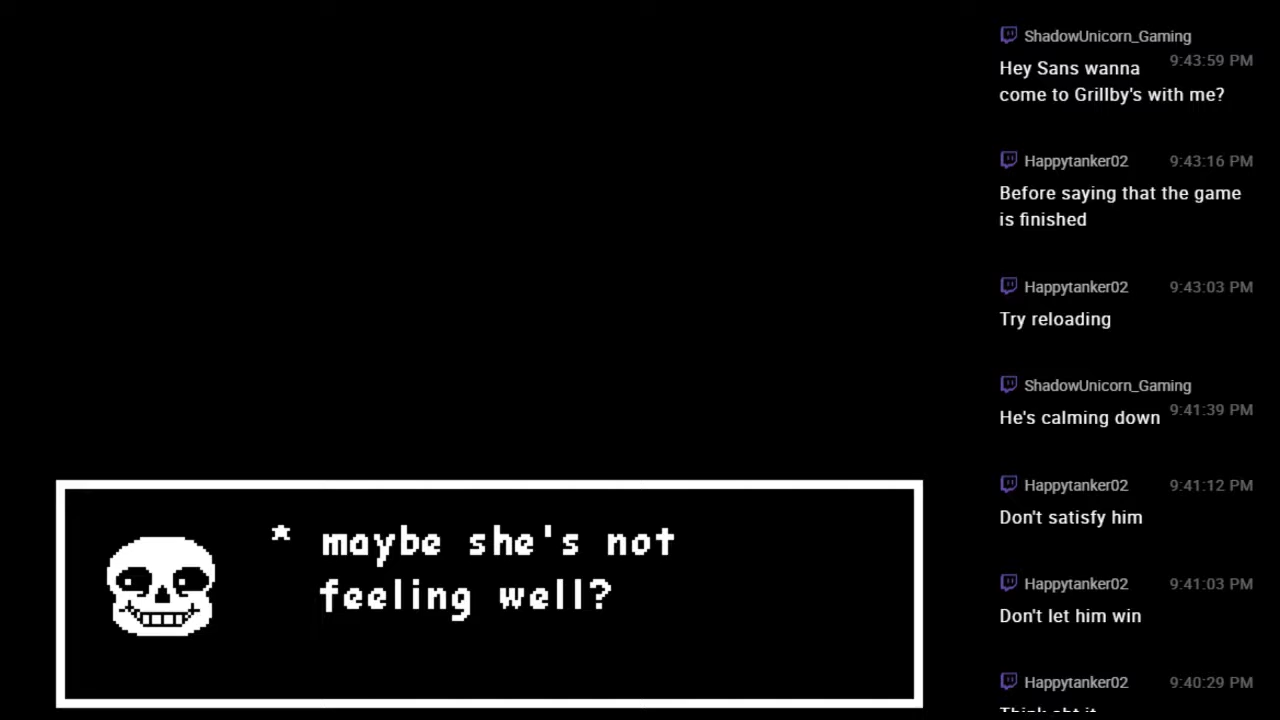 ShadowUnicorn_Gaming
9:43:59 PM
Hey Sans wanna
come to Grillby's with me?
Happytanker02 9:43:16 PM
Before saying that the game
is finished
Happytanker02 9:43:03 PM
Try reloading
ShadowUnicorn_Gaming
9:41:39 PM
He's calming down
Happytanker02 9:41:12 PM
Don't satisfy him
Happytanker02 9:41:03 PM
Don't let him win
Happytanker02 9:40:29 PM
Think abt it
* maybe she's not
feeling well?